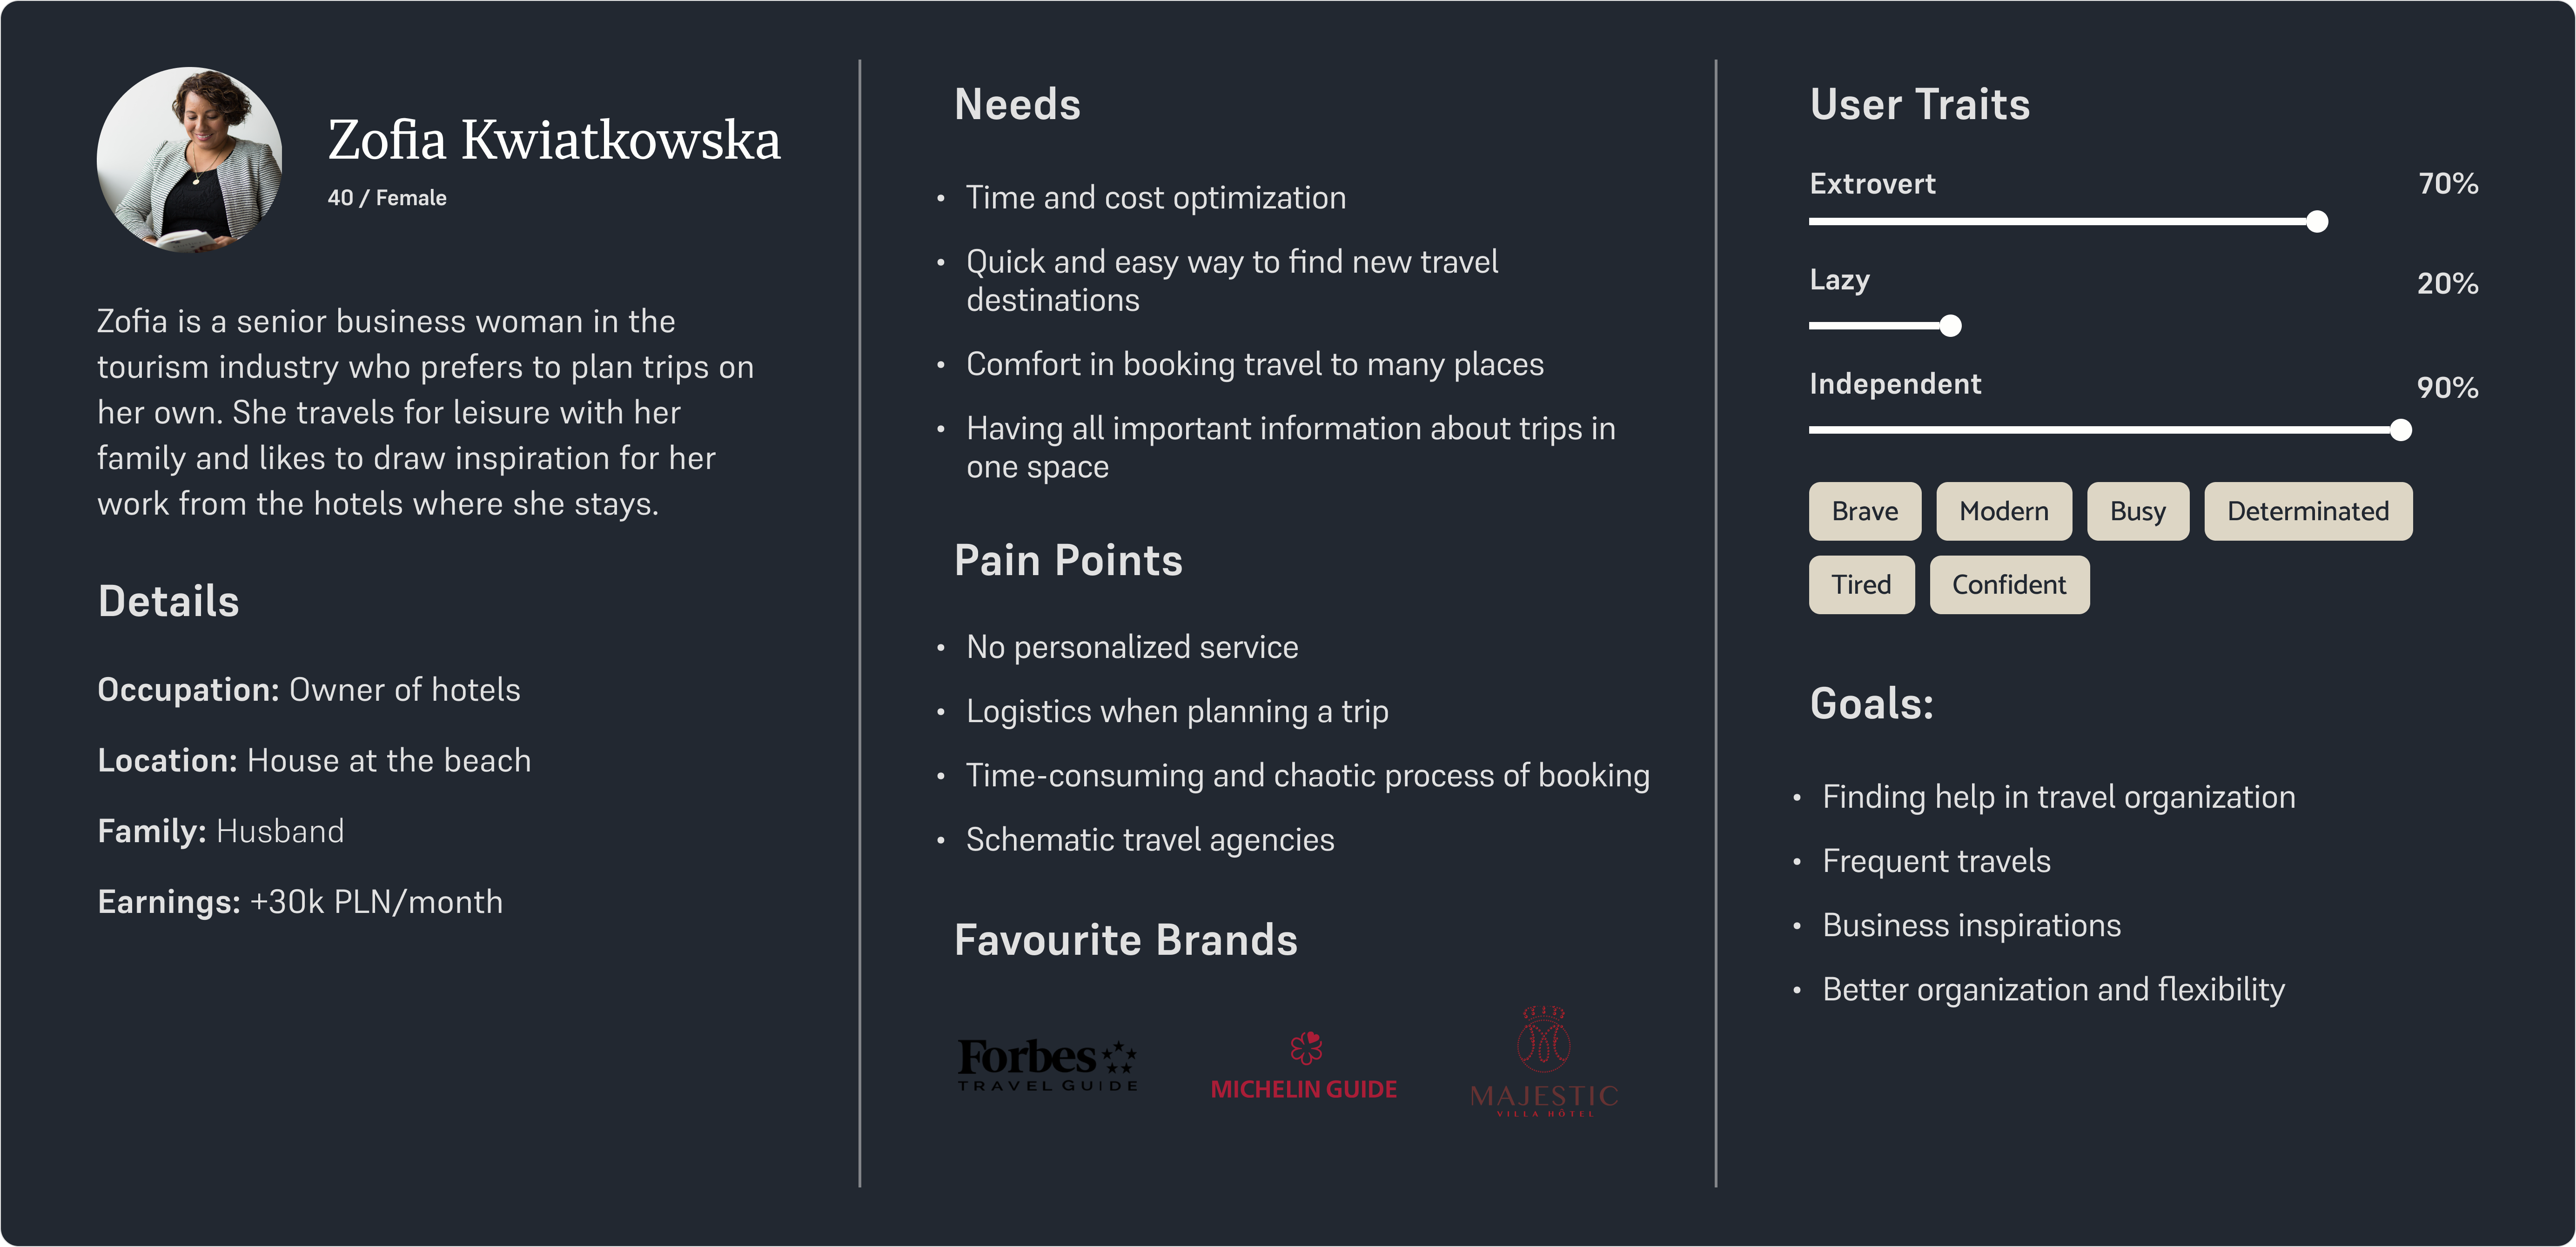 Zofia Kwiatkowska
40 / Female
Zofia is a senior business woman in the
tourism industry who prefers to plan trips on
her own. She travels for leisure with her
family and likes to draw inspiration for her
work from the hotels where she stays.
Details
Occupation: Owner of hotels
Location: House at the beach
Family: Husband
Earnings: +30k PLN/month
Needs
• Time and cost optimization
• Quick and easy way to find new travel
destinations
• Comfort in booking travel to many places
• Having all important information about trips in
one space
Pain Points
• No personalized service
• Logistics when planning a trip
• Time-consuming and chaotic process of booking
• Schematic travel agencies
Favourite Brands
Forbes
TRAVEL GUIDE
MICHELIN GUIDE
MAJESTIC
VILLA HÔTEL
User Traits
Extrovert 70%
Lazy 20%
Independent 90%
Brave Modern Busy Determinated
Tired Confident
Goals:
• Finding help in travel organization
• Frequent travels
• Business inspirations
• Better organization and flexibility